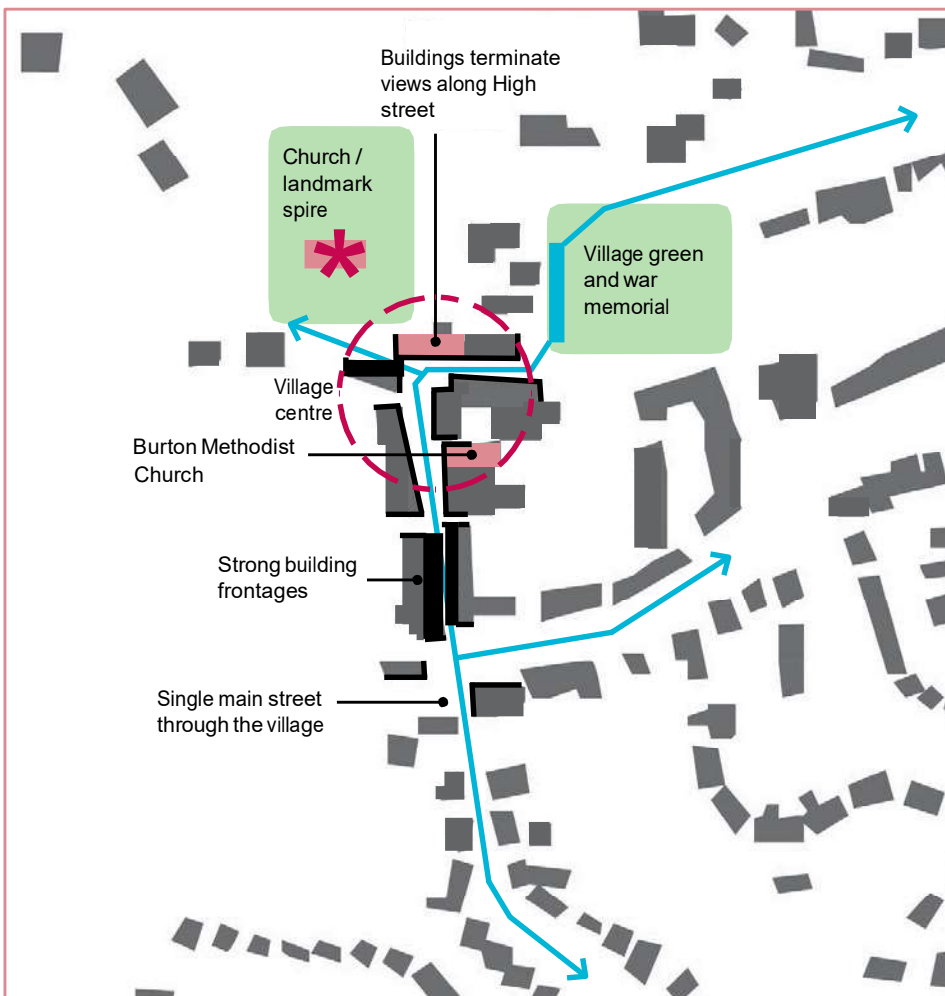 Buildings terminate
views along High
street
Church /
landmark
spire
Village green
and war
memorial
Village
centre
Burton Methodist
Church
Strong building
frontages
Single main street
through the village